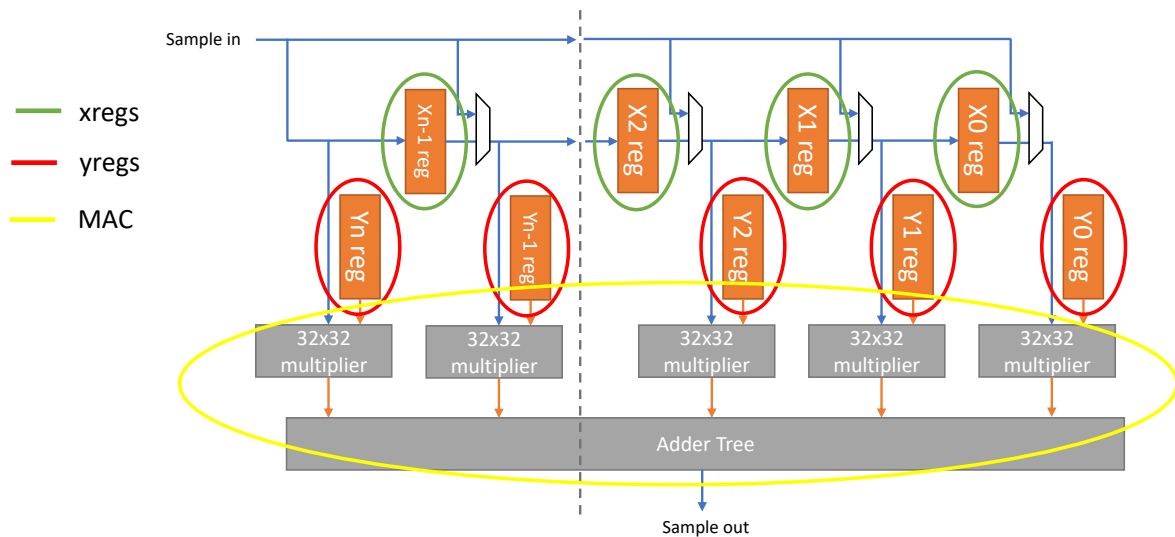 Sample in
xregs
yregs
MAC
Xn-1 reg
X2 reg
X1 reg
X0 reg
Yn reg
Yn-1 reg
Y2 reg
Y1 reg
Y0 reg
32x32
multiplier
32x32
multiplier
32x32
multiplier
32x32
multiplier
32x32
multiplier
Adder Tree
Sample out